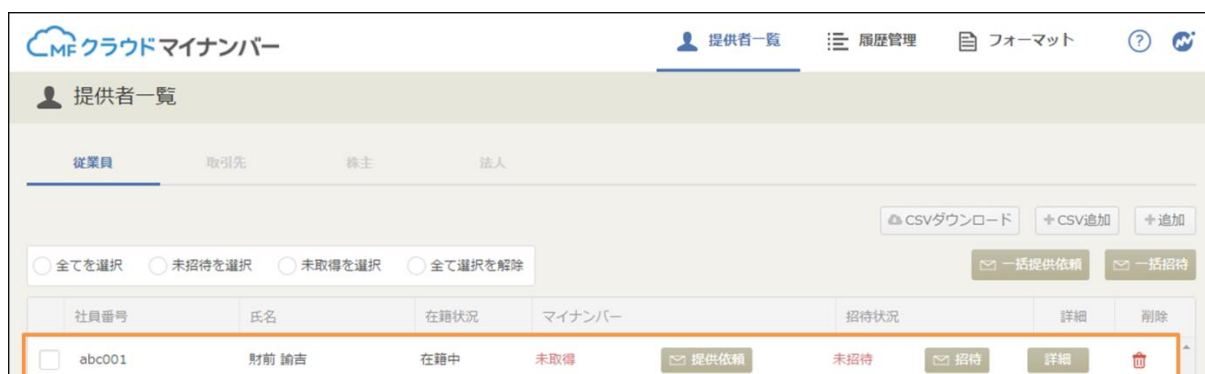 MFクラウドマイナンバー
提供者一覧 履歴管理 フォーマット ?
提供者一覧
従業員 取引先 株主 法人
CSVダウンロード +CSV追加 +追加
全てを選択 未招待を選択 未取得を選択 全て選択を解除 一括提供依頼 一括招待
社員番号 氏名 在籍状況 マイナンバー 招待状況 詳細 削除
abc001 財前 諭吉 在籍中 未取得 提供依頼 未招待 招待 詳細